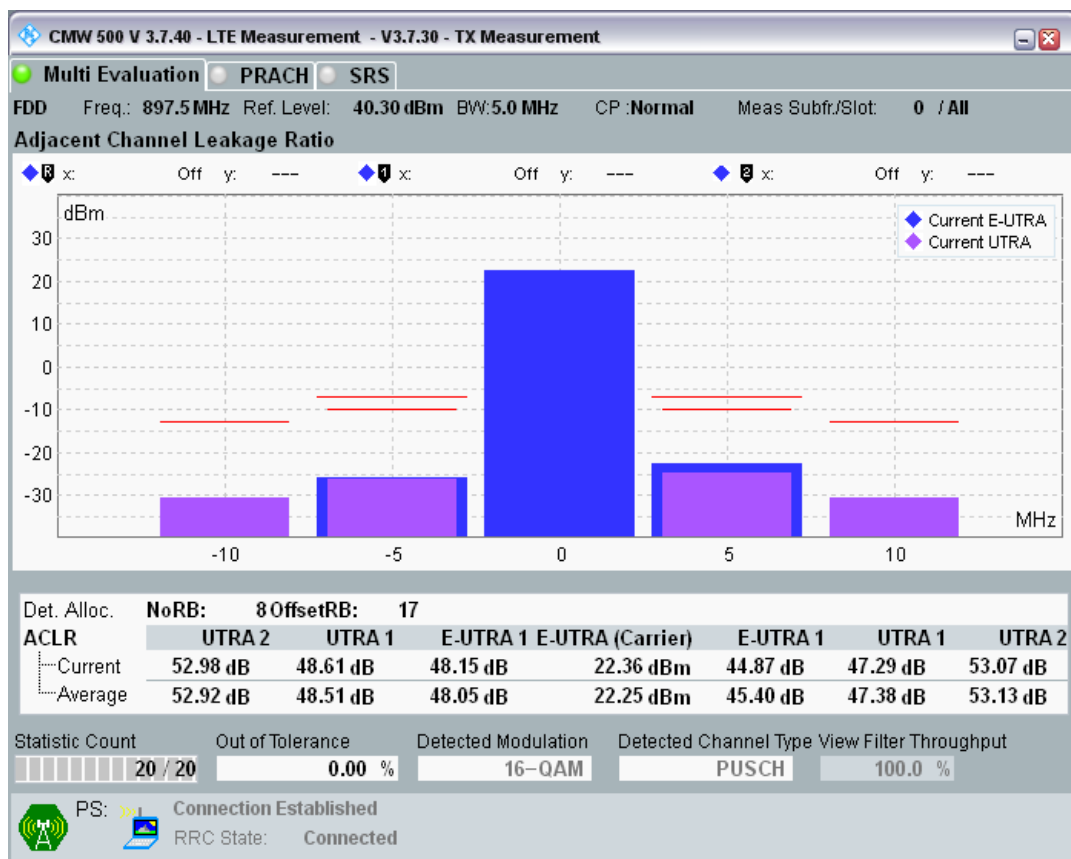 CMW 500 V 3.7.40 - LTE Measurement - V3.7.30 - TX Measurement
Multi Evaluation PRACH SRS
FDD Freq.: 897.5 MHz Ref. Level: 40.30 dBm BW:5.0 MHz CP :Normal Meas Subfr./Slot: 0 / All
Adjacent Channel Leakage Ratio
R x: Off y: --- 1 x: Off y: --- 2 x: Off y: ---
dBm
Current E-UTRA
Current UTRA
30
20
10
0
-10
-20
-30
MHz
-10 -5 0 5 10
Det. Alloc. NoRB: 8 OffsetRB: 17
ACLR UTRA 2 UTRA 1 E-UTRA 1 E-UTRA (Carrier) E-UTRA 1 UTRA 1 UTRA 2
Current 52.98 dB 48.61 dB 48.15 dB 22.36 dBm 44.87 dB 47.29 dB 53.07 dB
Average 52.92 dB 48.51 dB 48.05 dB 22.25 dBm 45.40 dB 47.38 dB 53.13 dB
Statistic Count Out of Tolerance Detected Modulation Detected Channel Type View Filter Throughput
20 / 20 0.00 % 16-QAM PUSCH 100.0 %
PS: Connection Established
RRC State: Connected